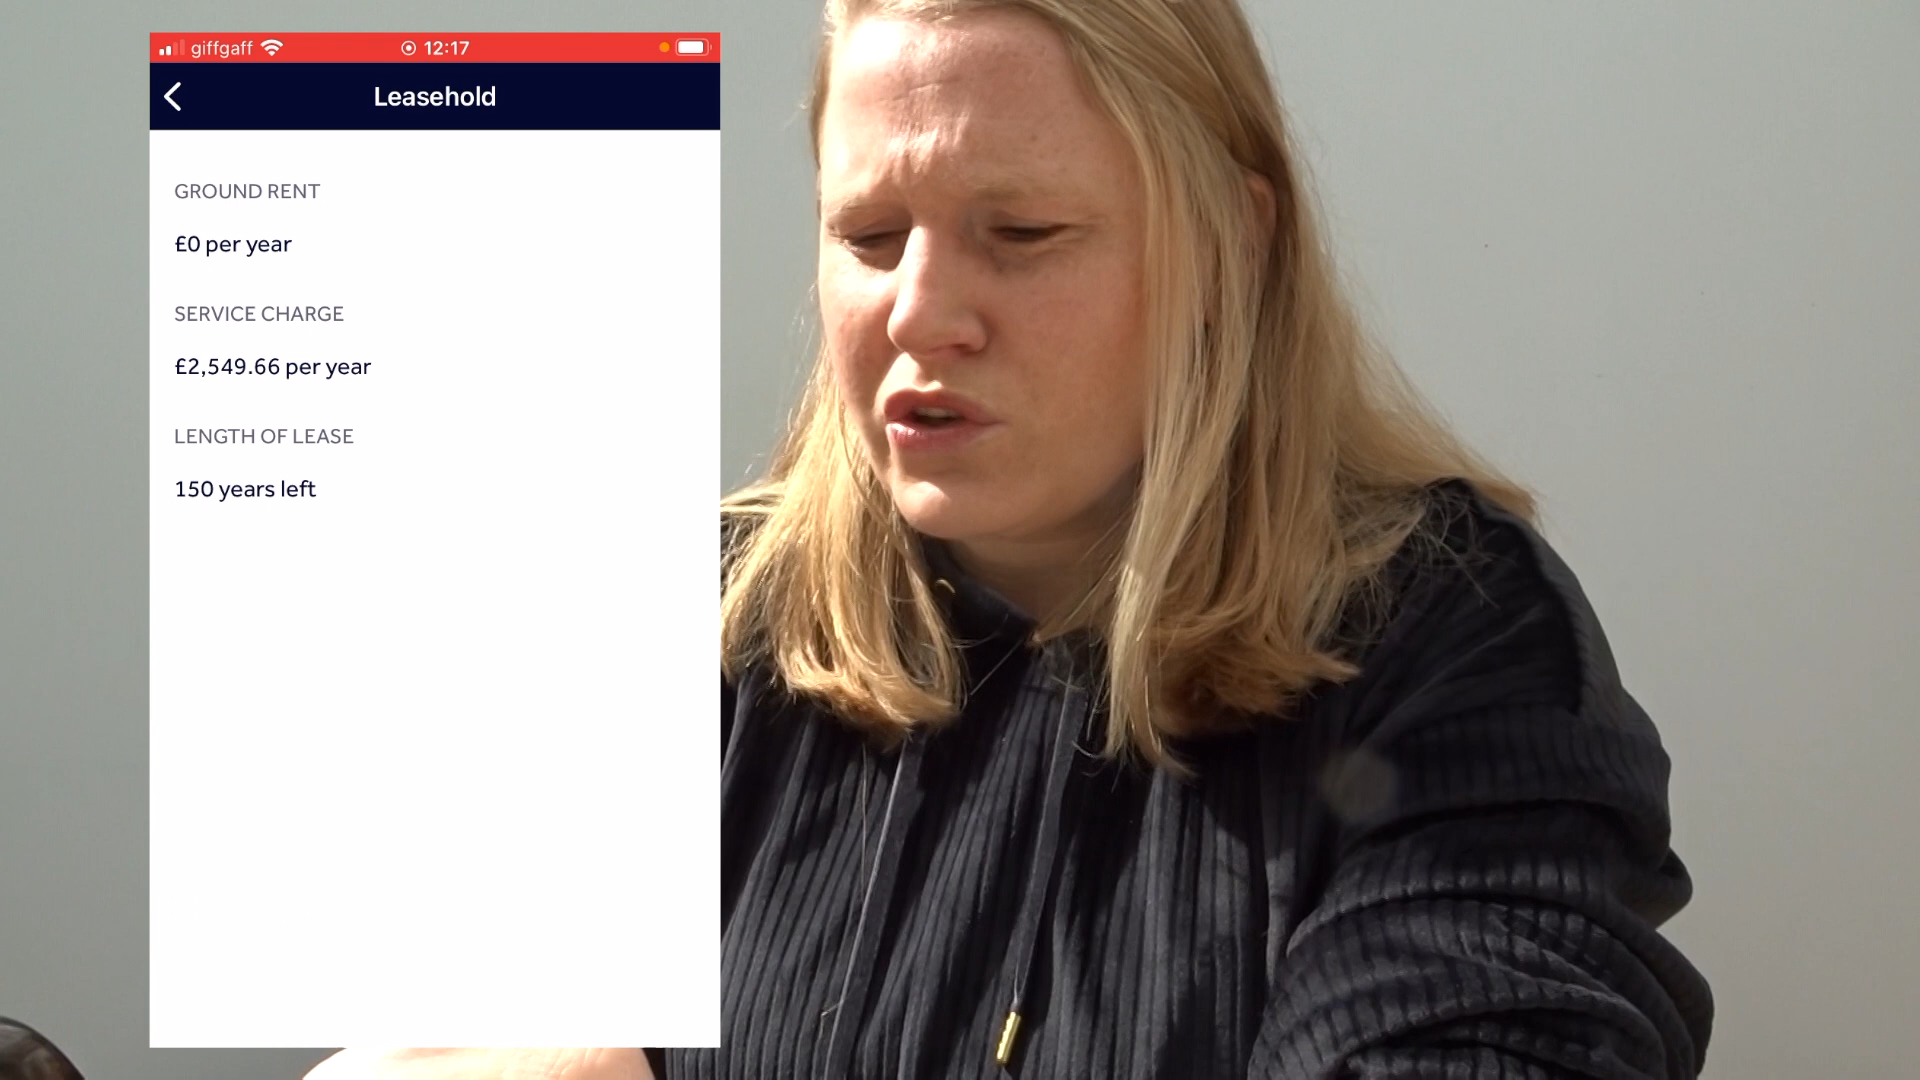 giffgaff 12:17
Leasehold
GROUND RENT
£0 per year
SERVICE CHARGE
£2,549.66 per year
LENGTH OF LEASE
150 years left